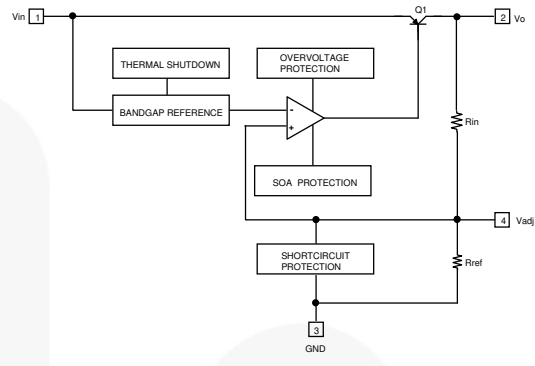 Q1
Vin 1
2 Vo
THERMAL SHUTDOWN
OVERVOLTAGE
PROTECTION
BANDGAP REFERENCE
-
+
Rin
SOA PROTECTION
4 Vadj
SHORTCIRCUIT
PROTECTION
Rref
3
GND